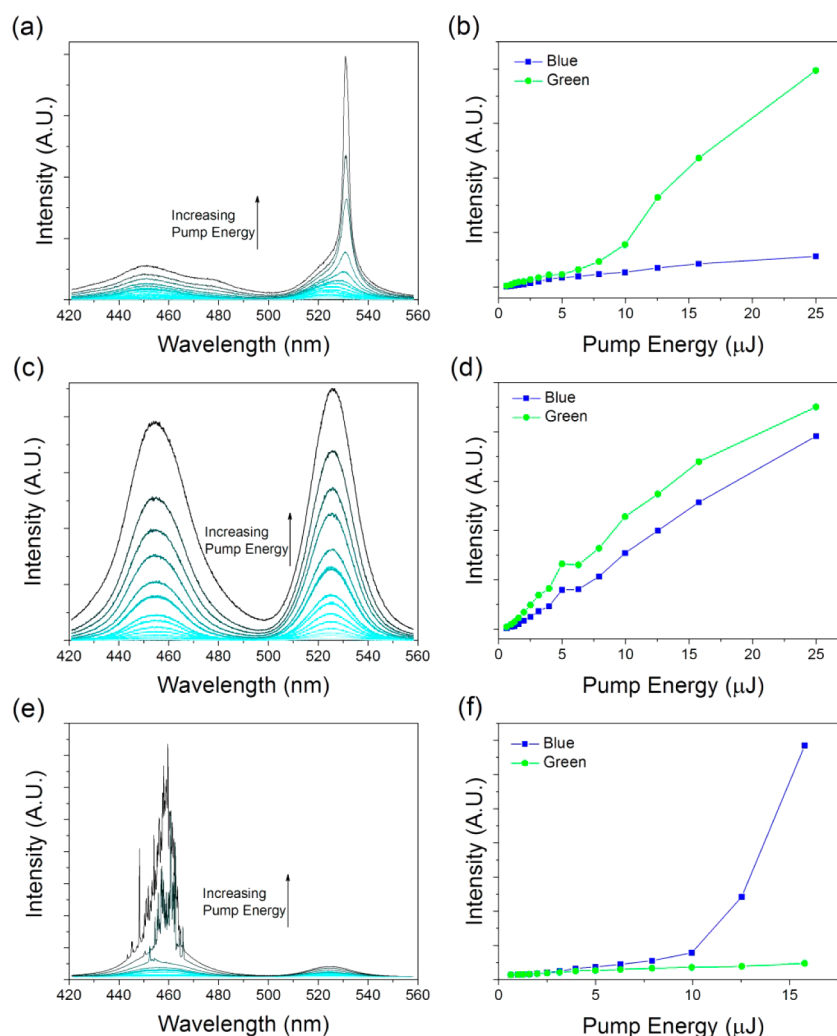 (a)
Intensity (A.U.)
Increasing
Pump Energy
420 440 460 480 500 520 540 560
Wavelength (nm)
(b)
Intensity (A.U.)
Blue
Green
0 5 10 15 20 25
Pump Energy (μJ)
(c)
Intensity (A.U.)
Increasing
Pump Energy
420 440 460 480 500 520 540 560
Wavelength (nm)
(d)
Intensity (A.U.)
Blue
Green
0 5 10 15 20 25
Pump Energy (μJ)
(e)
Intensity (A.U.)
Increasing
Pump Energy
420 440 460 480 500 520 540 560
Wavelength (nm)
(f)
Intensity (A.U.)
Blue
Green
0 5 10 15
Pump Energy (μJ)